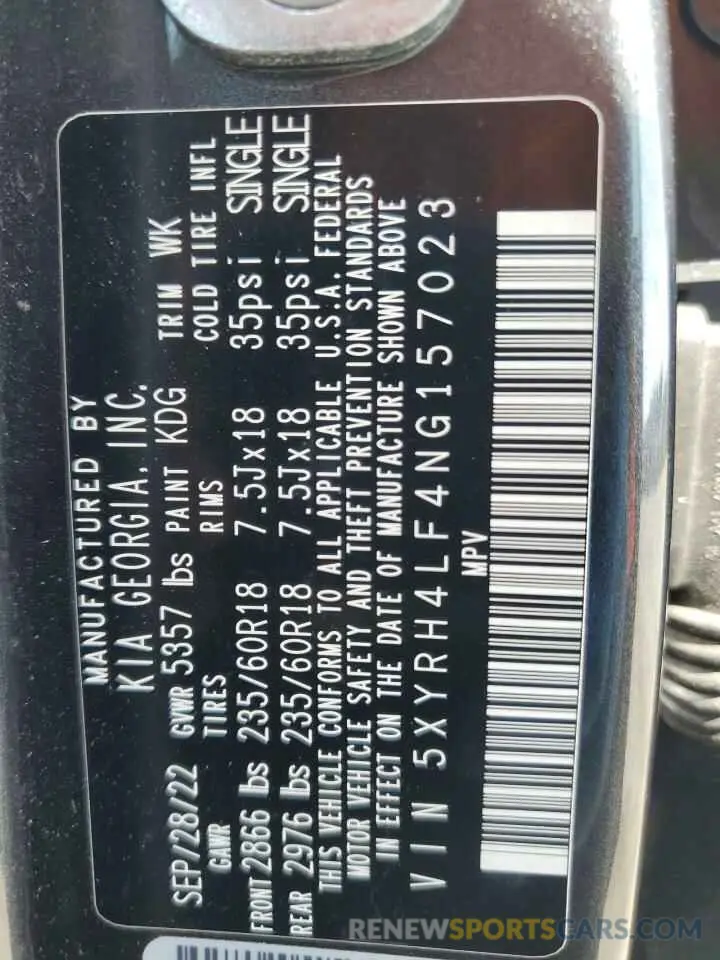 MANUFACTURED BY
KIA GEORGIA, INC.
SEP/28/22 GVWR 5357 lbs PAINT KDG TRIM WK
GAWR TIRES RIMS COLD TIRE INFL
FRONT 2866 lbs 235/60R18 7.5Jx18 35psi SINGLE
REAR 2976 lbs 235/60R18 7.5Jx18 35psi SINGLE
THIS VEHICLE CONFORMS TO ALL APPLICABLE U.S.A. FEDERAL
MOTOR VEHICLE SAFETY AND THEFT PREVENTION STANDARDS
IN EFFECT ON THE DATE OF MANUFACTURE SHOWN ABOVE
VIN 5XYRH4LF4NG157023
MPV
RENEWSPORTSCARS.COM